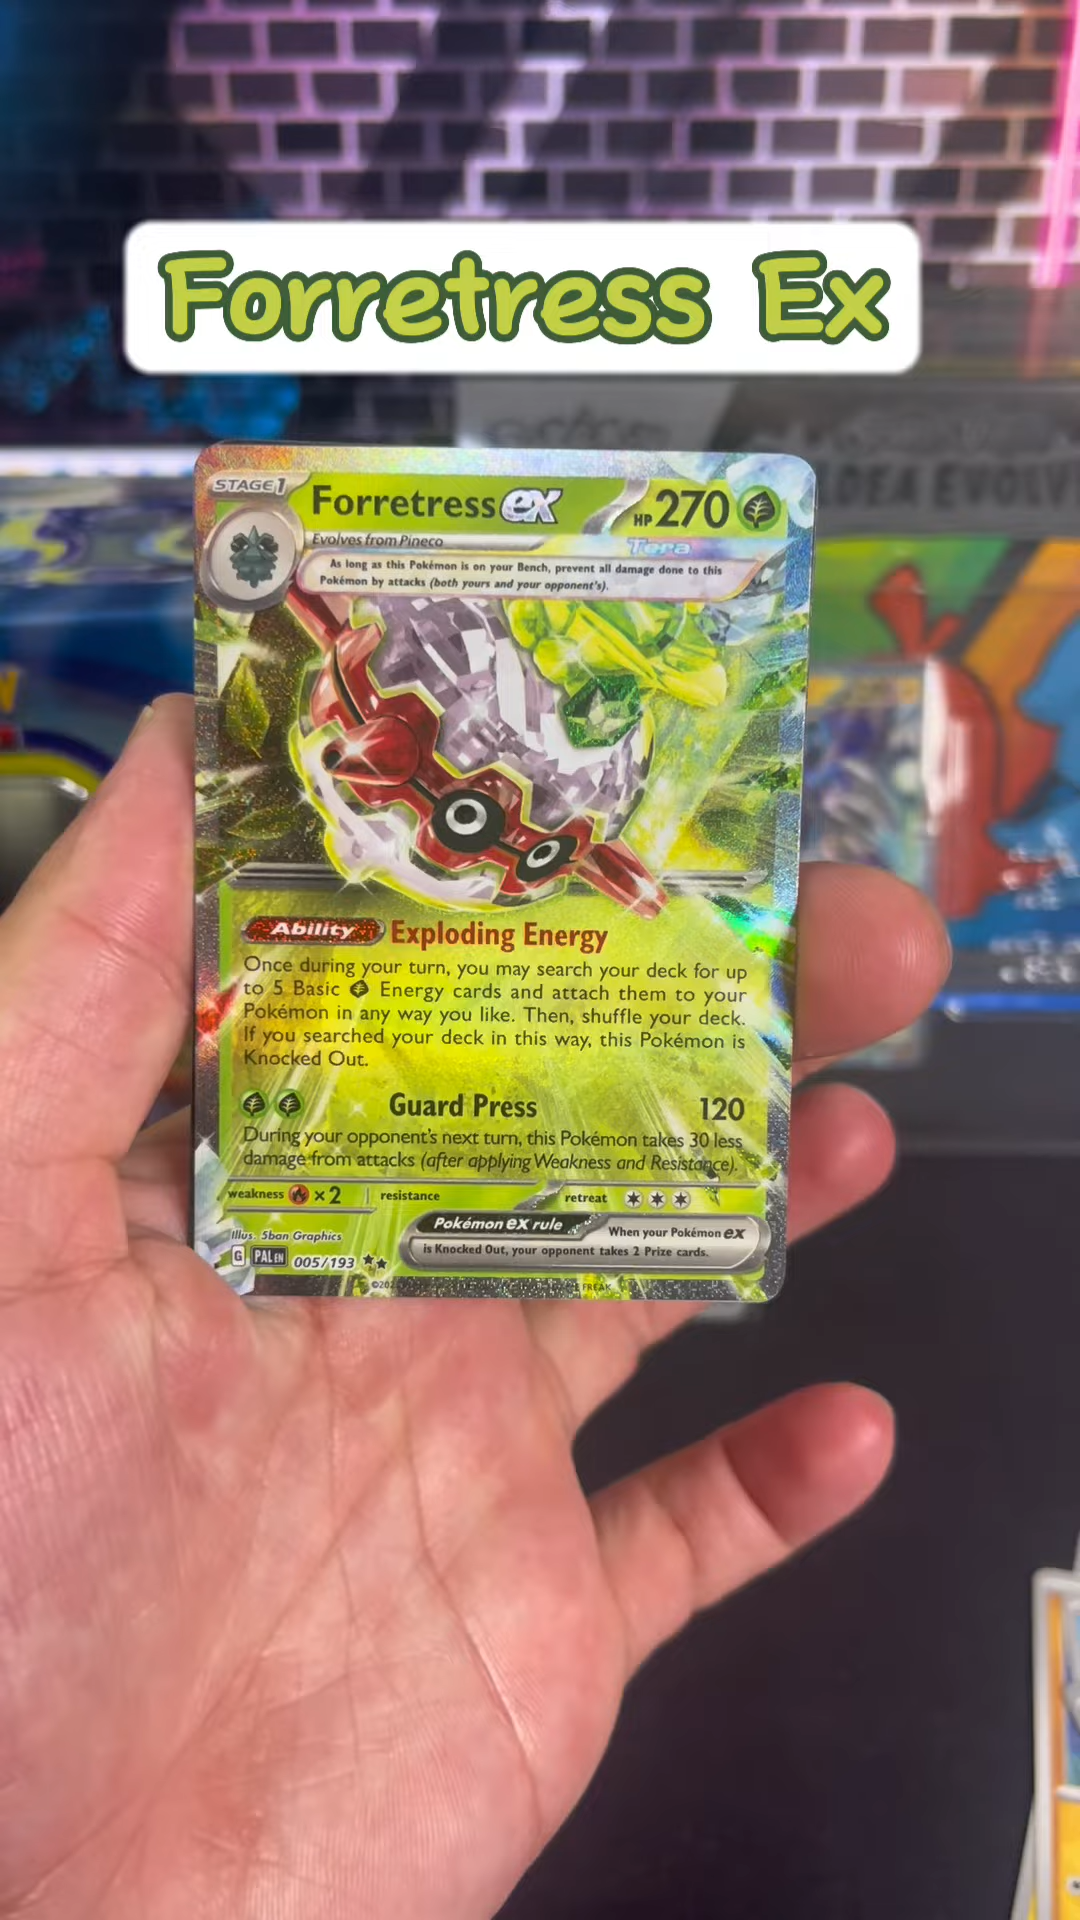 Forretress Ex
STAGE1
Forretress ex
HP 270
Evolves from Pineco
Tera
As long as this Pokémon is on your Bench, prevent all damage done to this
Pokémon by attacks (both yours and your opponent's).
Ability Exploding Energy
Once during your turn, you may search your deck for up
to 5 Basic Energy cards and attach them to your
Pokémon in any way you like. Then, shuffle your deck.
If you searched your deck in this way, this Pokémon is
Knocked Out.
Guard Press 120
During your opponent's next turn, this Pokémon takes 30 less
damage from attacks (after applying Weakness and Resistance).
weakness ×2 resistance retreat
Pokémon ex rule
When your Pokémon ex
is Knocked Out, your opponent takes 2 Prize cards.
Illus. 5ban Graphics
G PAL EN 005/193
FREAK